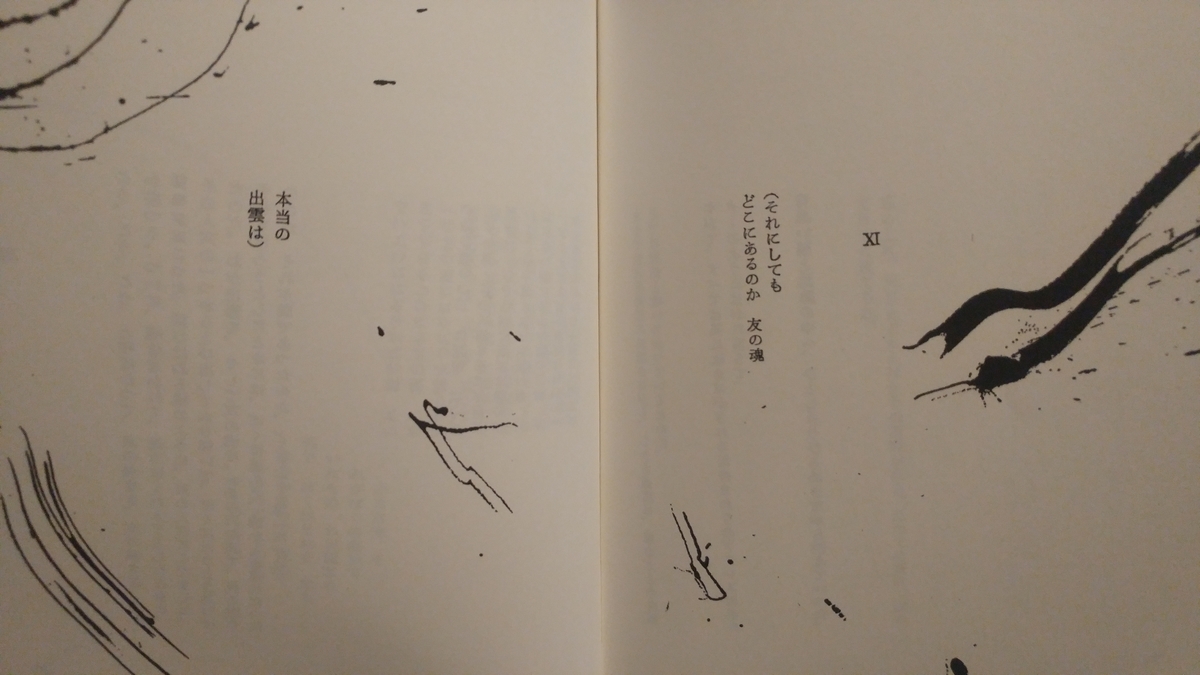 XI
(それにしても
どこにあるのか 友の魂
本当の
出雲は)